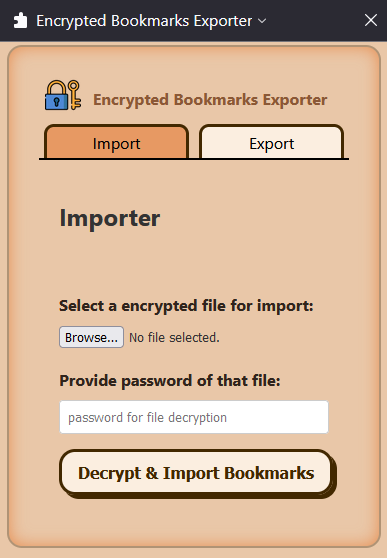 Encrypted Bookmarks Exporter
Encrypted Bookmarks Exporter
Import Export
Importer
Select a encrypted file for import:
Browse... No file selected.
Provide password of that file:
password for file decryption
Decrypt & Import Bookmarks